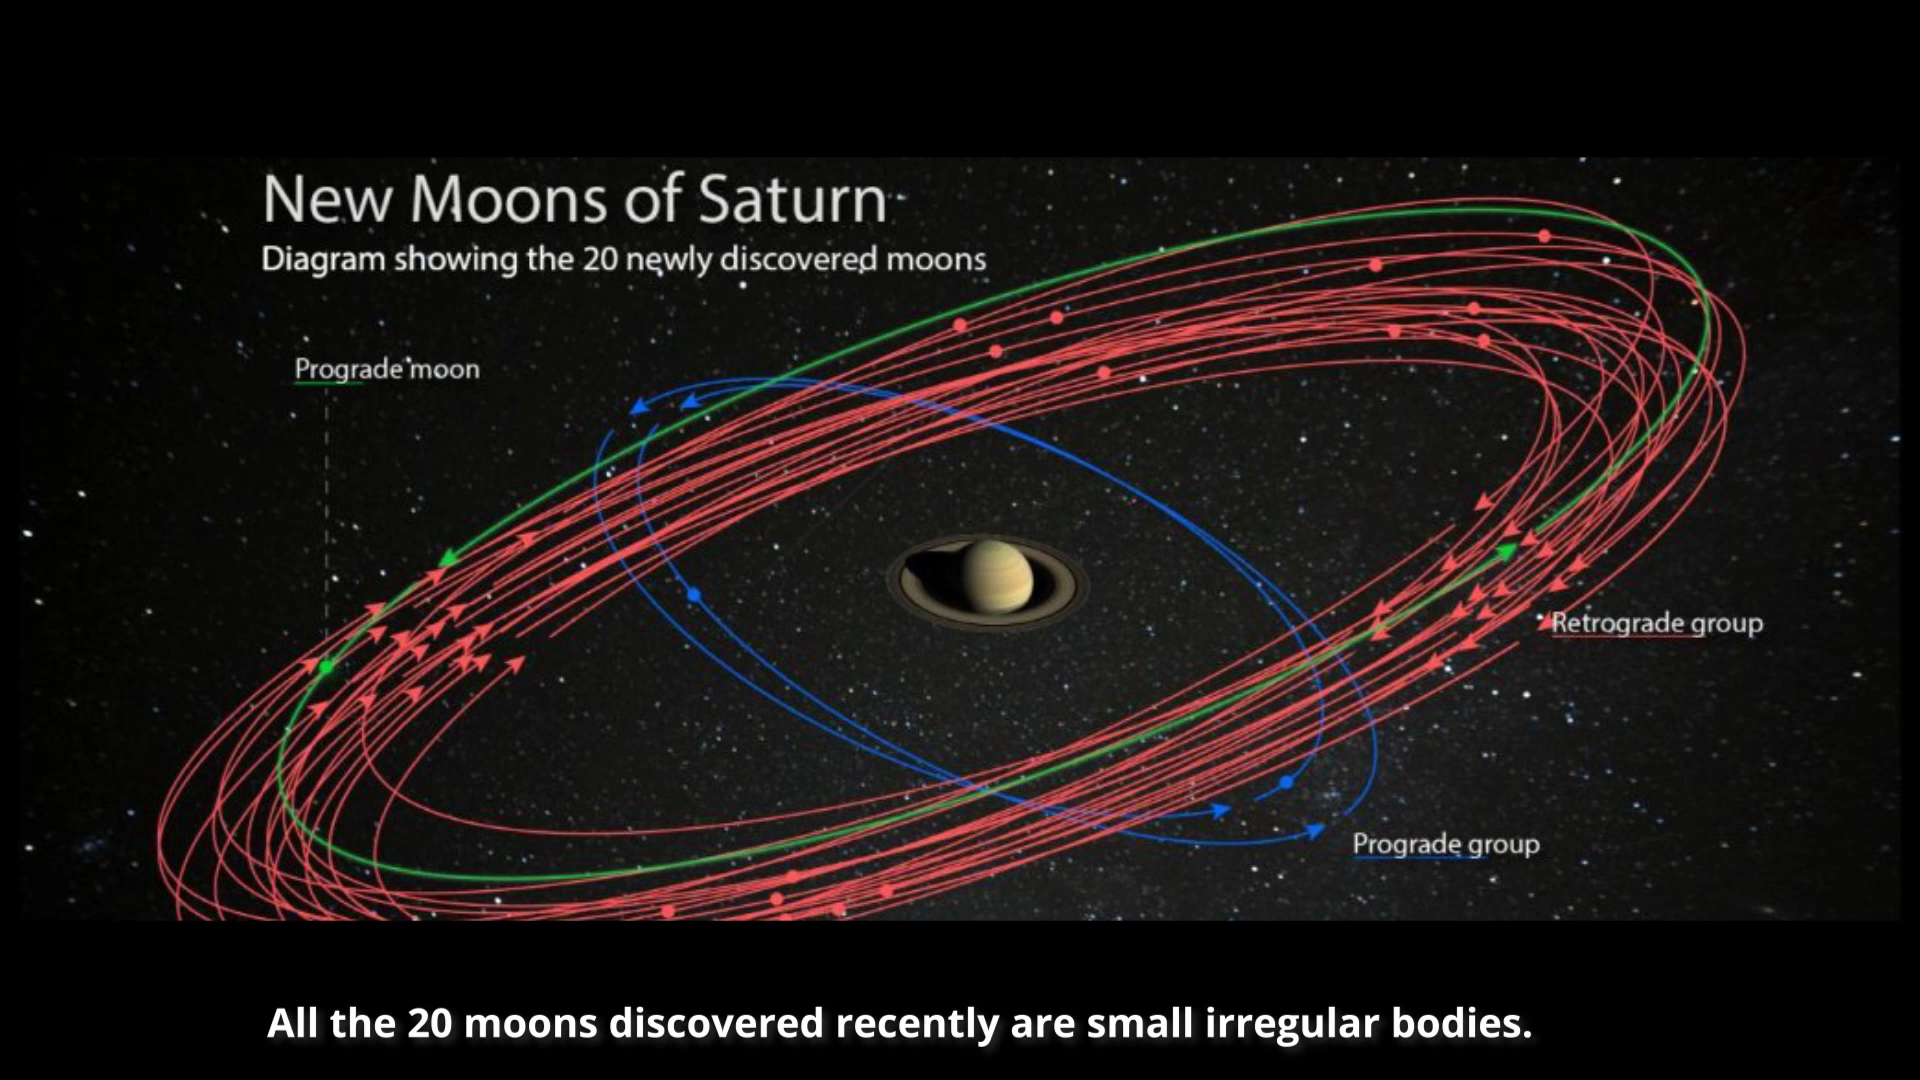 New Moons of Saturn
Diagram showing the 20 newly discovered moons
Prograde moon
Retrograde group
Prograde group
All the 20 moons discovered recently are small irregular bodies.